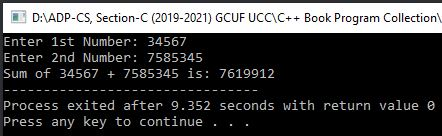 D:\ADP-CS, Section-C (2019-2021) GCUF UCC\C++ Book Program Collection\
Enter 1st Number: 34567
Enter 2nd Number: 7585345
Sum of 34567 + 7585345 is: 7619912
--------------------------------
Process exited after 9.352 seconds with return value 0
Press any key to continue . . .